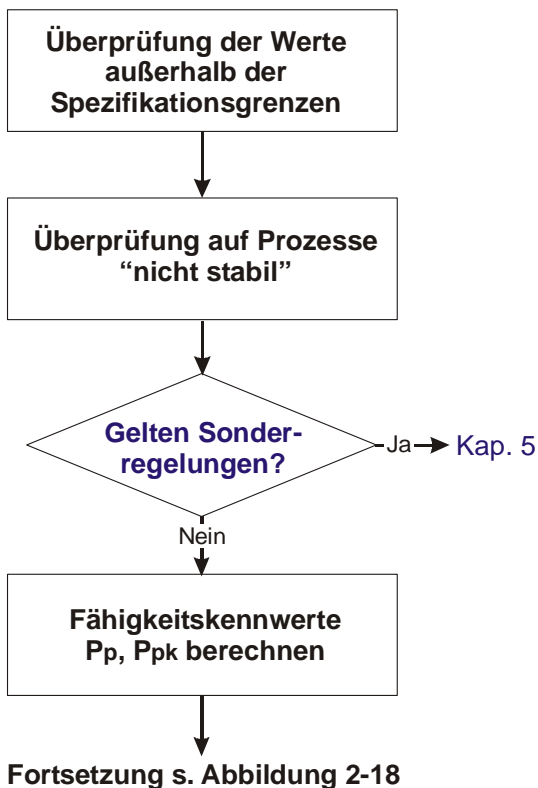 Überprüfung der Werte
außerhalb der
Spezifikationsgrenzen
Überprüfung auf Prozesse
“nicht stabil”
Gelten Sonder-
regelungen?
Ja
Kap. 5
Nein
Fähigkeitskennwerte
Pp, Ppk berechnen
Fortsetzung s. Abbildung 2-18